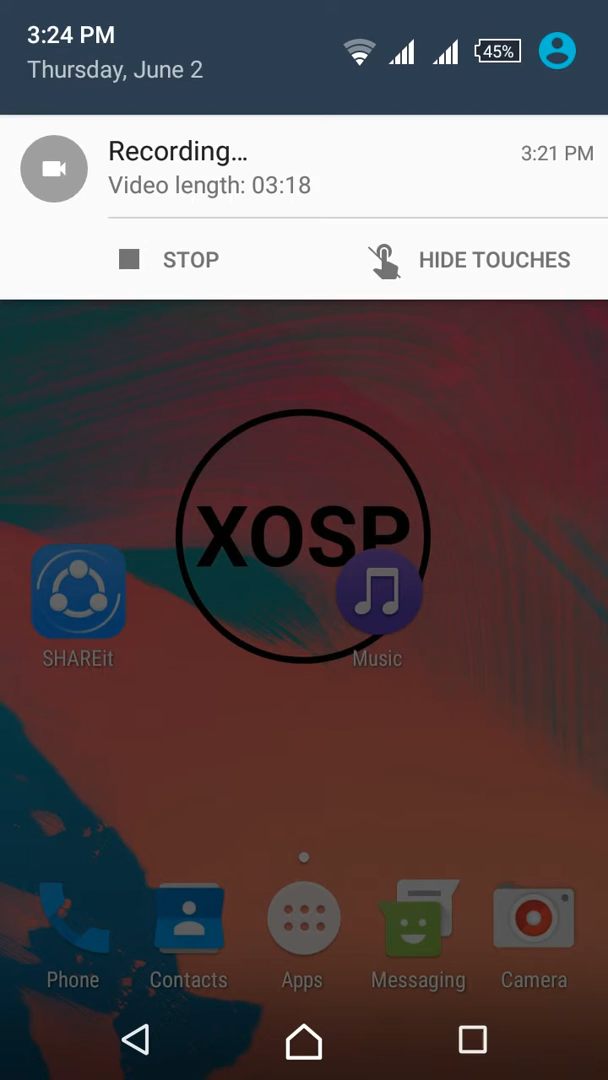 3:24 PM
Thursday, June 2
45%
Recording...
3:21 PM
Video length: 03:18
STOP
HIDE TOUCHES
XOSP
SHAREit
Music
Phone
Contacts
Apps
Messaging
Camera